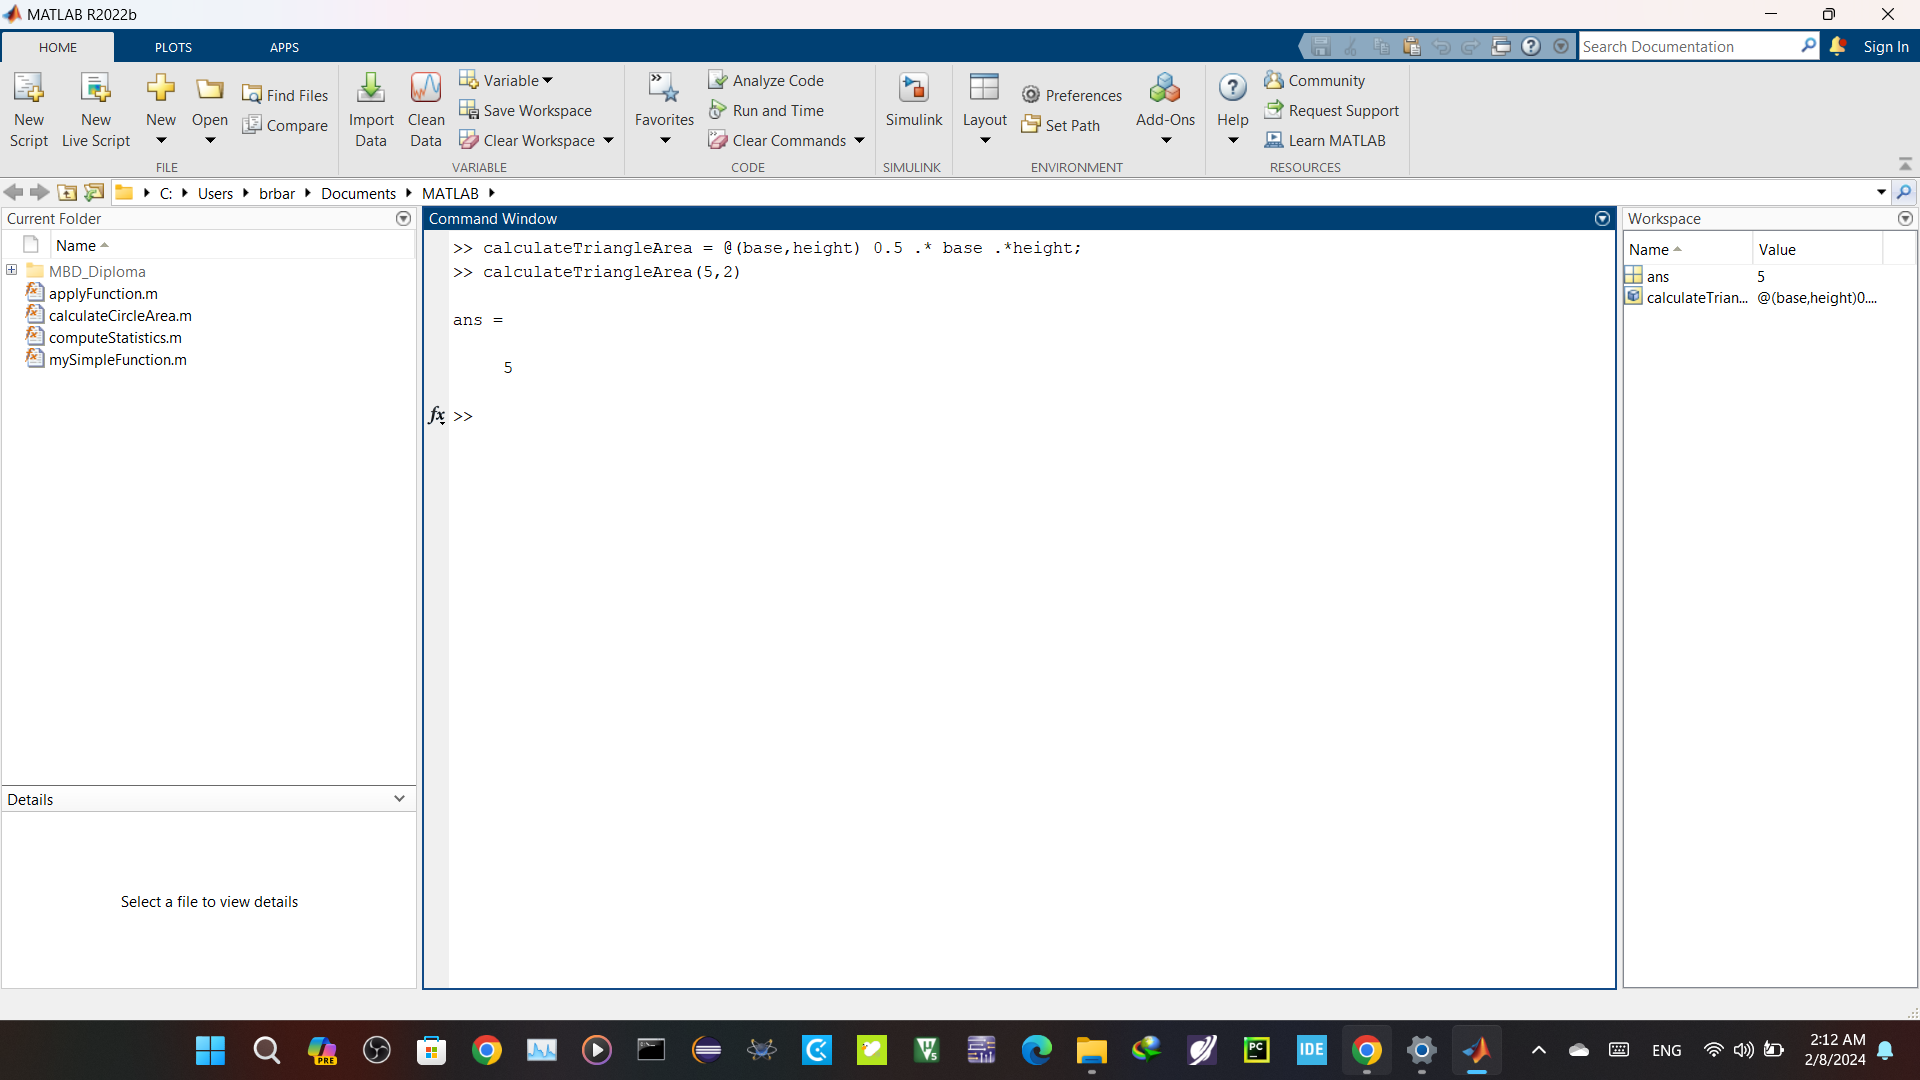 MATLAB R2022b
HOME PLOTS APPS
Search Documentation Sign In
New Script
New Live Script
New
Open
Find Files
Compare
FILE
Import Data
Clean Data
Variable
Save Workspace
Clear Workspace
VARIABLE
Favorites
Analyze Code
Run and Time
Clear Commands
CODE
Simulink
SIMULINK
Layout
Preferences
Set Path
Add-Ons
ENVIRONMENT
Help
Community
Request Support
Learn MATLAB
RESOURCES
C: Users brbar Documents MATLAB
Current Folder
Name
MBD_Diploma
applyFunction.m
calculateCircleArea.m
computeStatistics.m
mySimpleFunction.m
Details
Select a file to view details
Command Window
>> calculateTriangleArea = @(base,height) 0.5 .* base .*height;
>> calculateTriangleArea(5,2)
ans =
5
fx >>
Workspace
Name Value
ans 5
calculateTrian... @(base,height)0....
PRE
PC
IDE
ENG
2:12 AM
2/8/2024